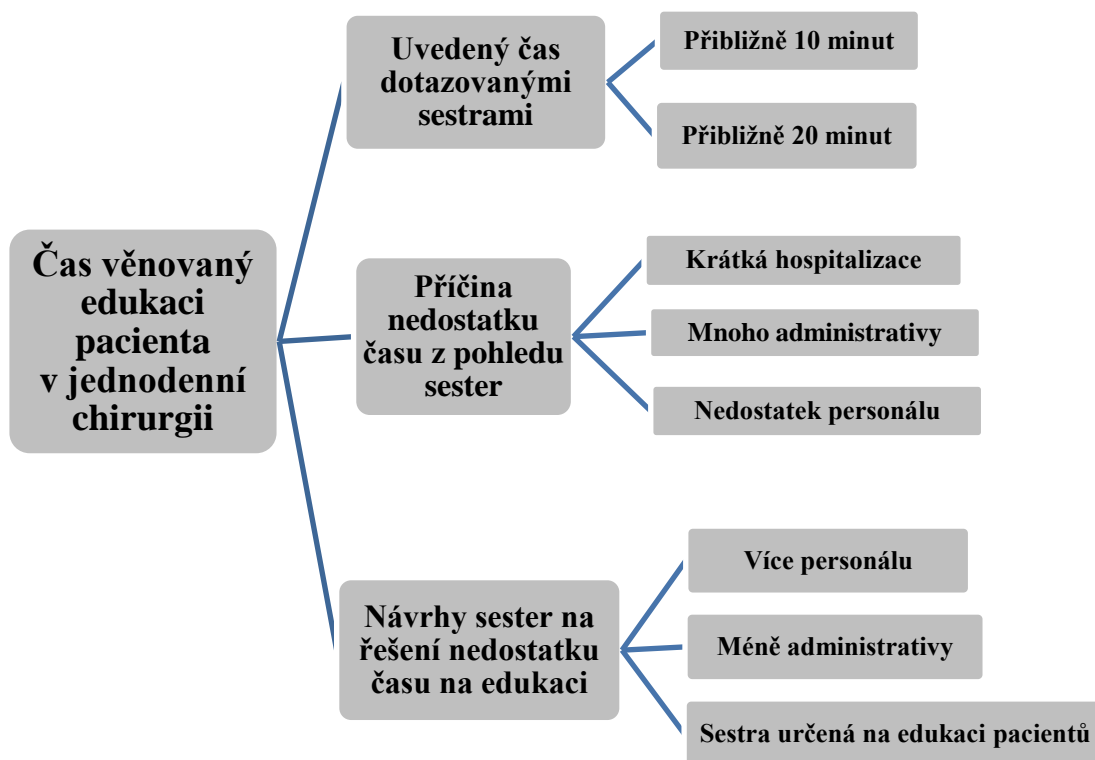 Čas věnovaný
edukaci
pacienta
v jednodenní
chirurgii
Uvedený čas
dotazovanými
sestrami
Přibližně 10 minut
Přibližně 20 minut
Příčina
nedostatku
času z pohledu
sester
Krátká hospitalizace
Mnoho administrativy
Nedostatek personálu
Návrhy sester na
řešení nedostatku
času na edukaci
Více personálu
Méně administrativy
Sestra určená na edukaci pacientů